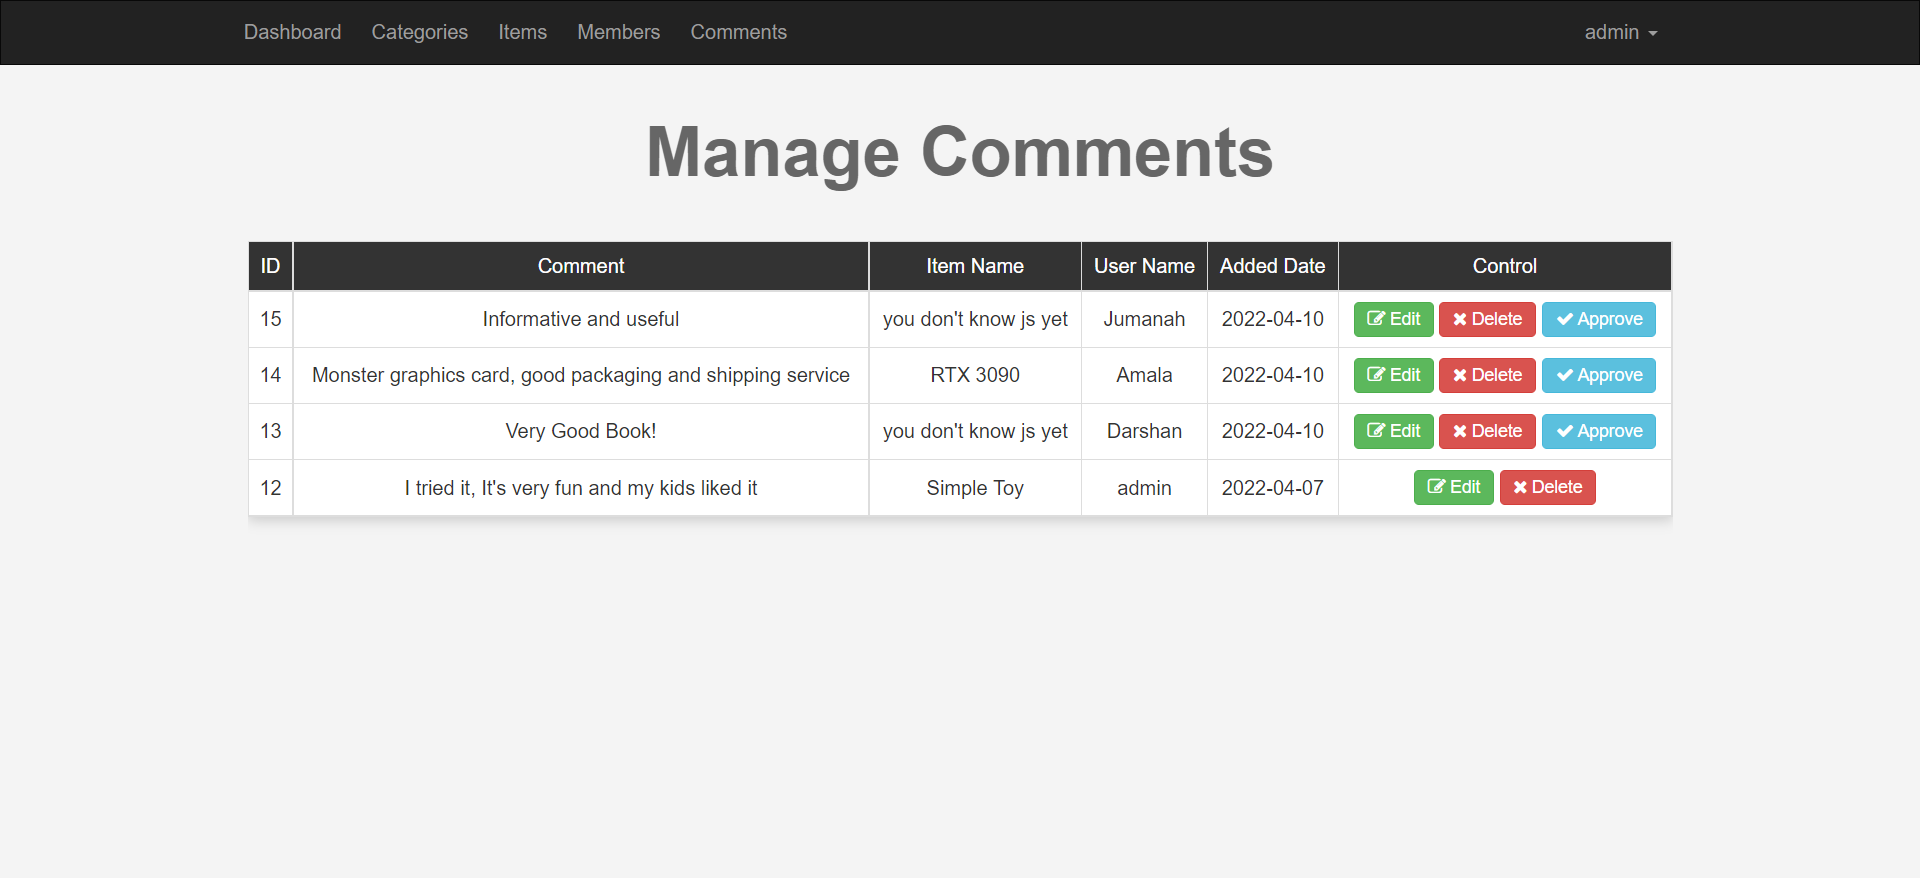 Dashboard Categories Items Members Comments admin
Manage Comments
ID Comment Item Name User Name Added Date Control
15 Informative and useful you don't know js yet Jumanah 2022-04-10 Edit Delete Approve
14 Monster graphics card, good packaging and shipping service RTX 3090 Amala 2022-04-10 Edit Delete Approve
13 Very Good Book! you don't know js yet Darshan 2022-04-10 Edit Delete Approve
12 I tried it, It's very fun and my kids liked it Simple Toy admin 2022-04-07 Edit Delete